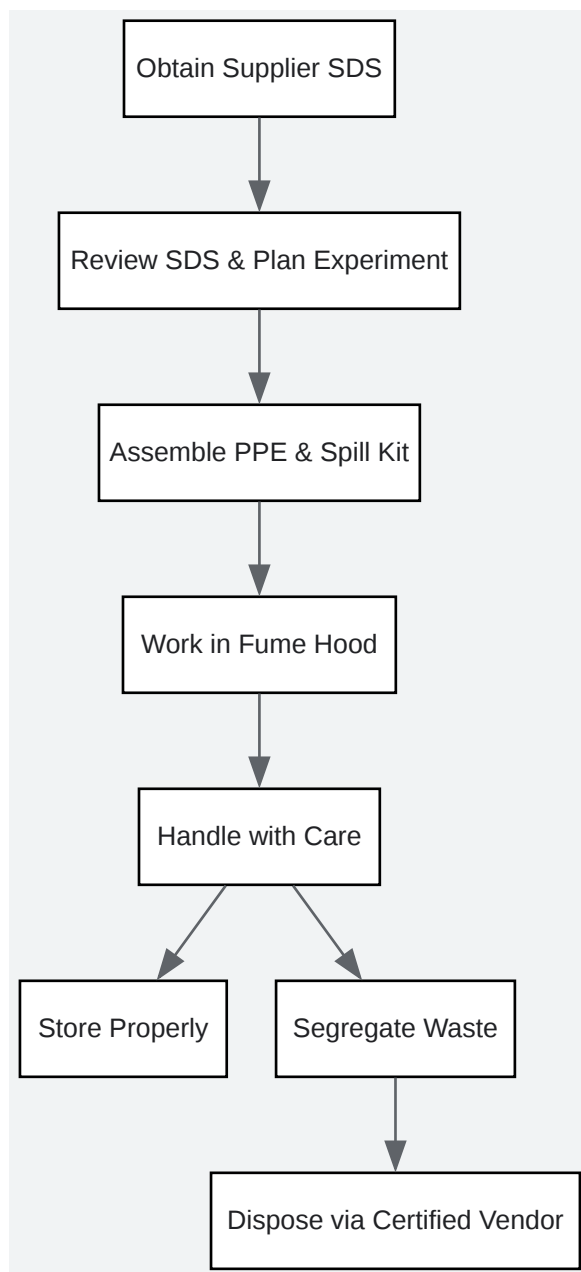 Obtain Supplier SDS
Review SDS & Plan Experiment
Assemble PPE & Spill Kit
Work in Fume Hood
Handle with Care
Store Properly
Segregate Waste
Dispose via Certified Vendor